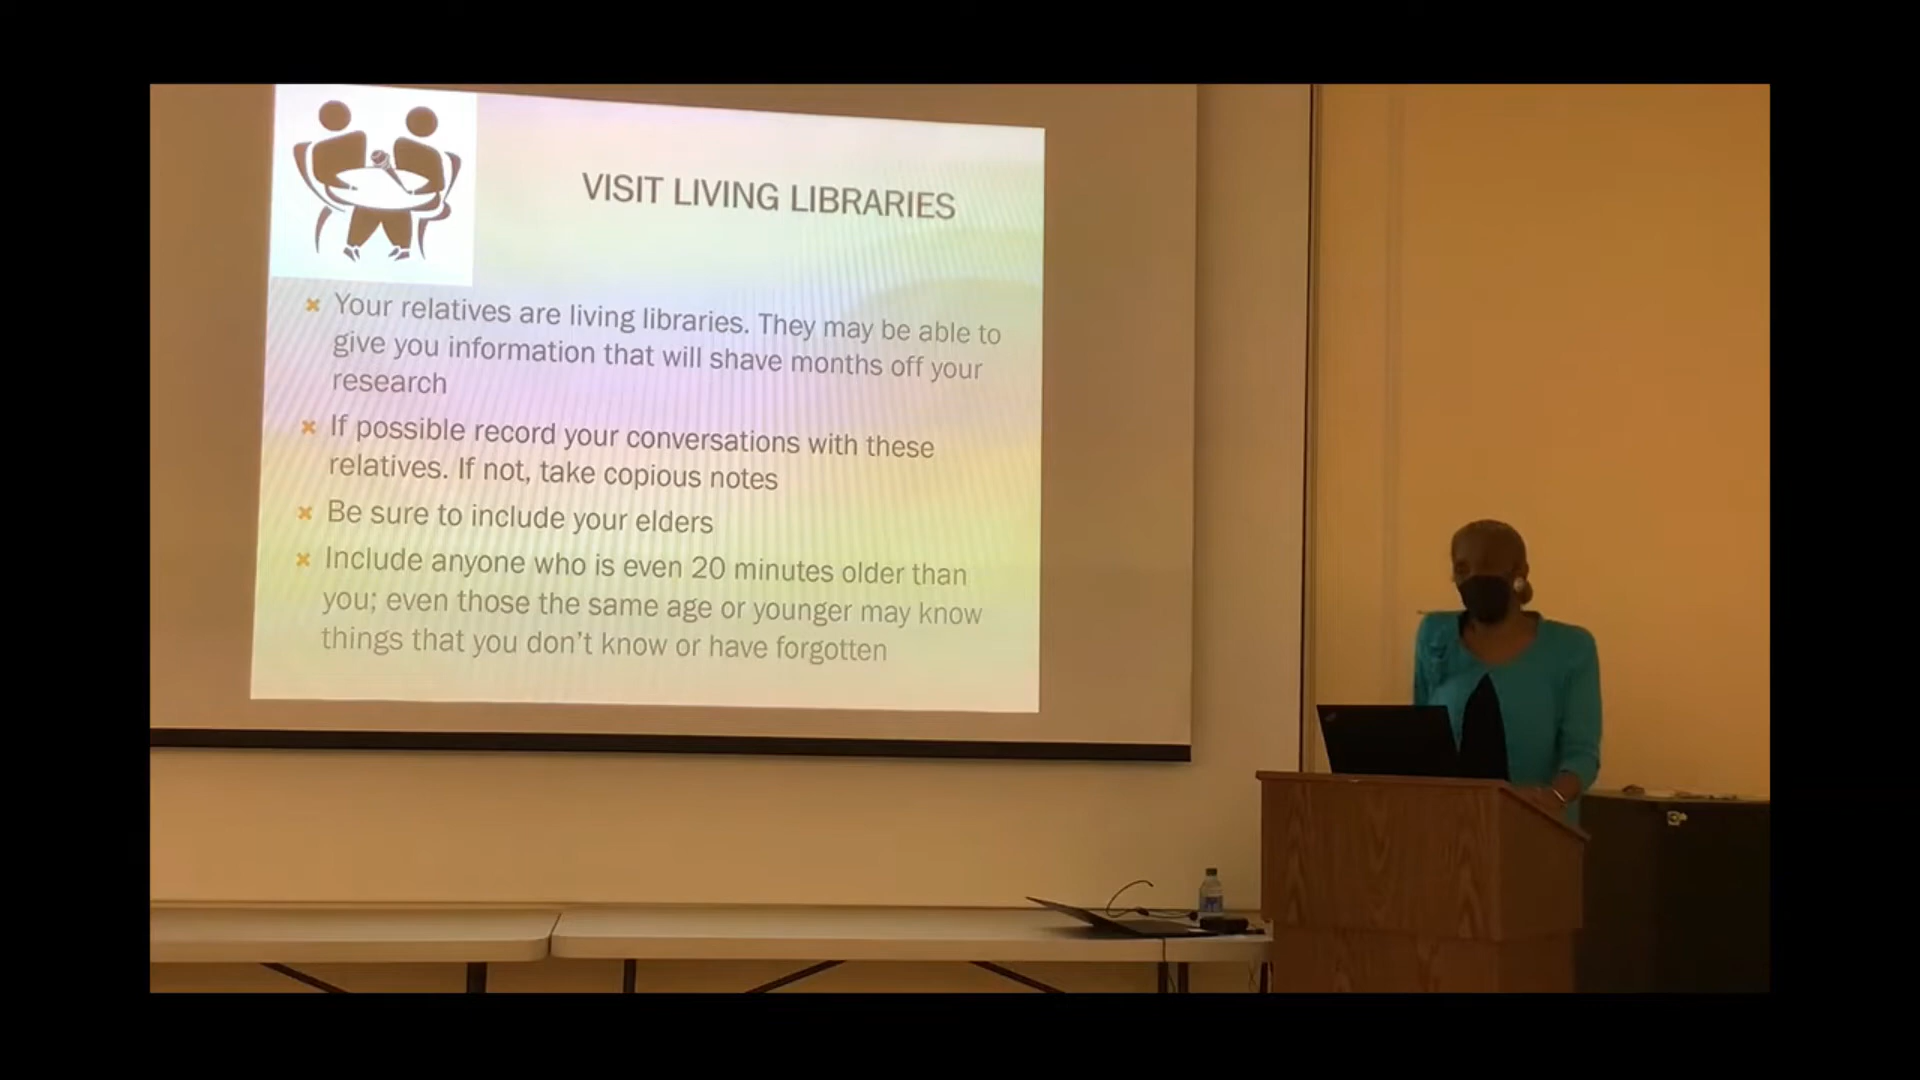 VISIT LIVING LIBRARIES
Your relatives are living libraries. They may be able to
give you information that will shave months off your
research
If possible record your conversations with these
relatives. If not, take copious notes
Be sure to include your elders
Include anyone who is even 20 minutes older than
you; even those the same age or younger may know
things that you don't know or have forgotten